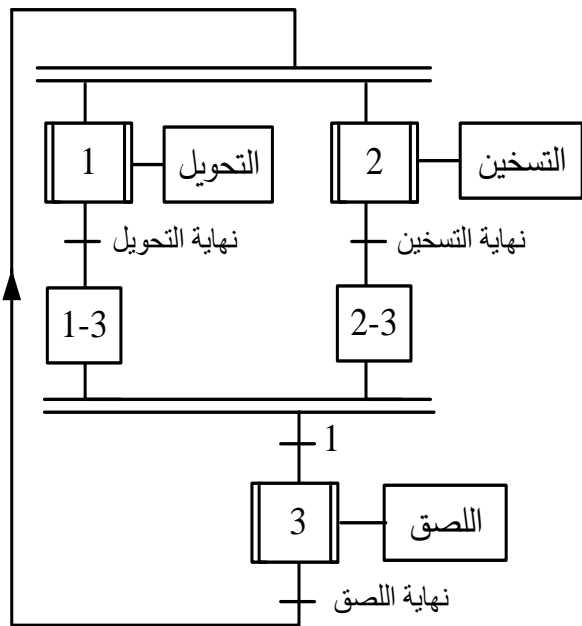 1
التحويل
2
التسخين
نهاية التحويل
نهاية التسخين
1-3
2-3
1
3
اللصق
نهاية اللصق